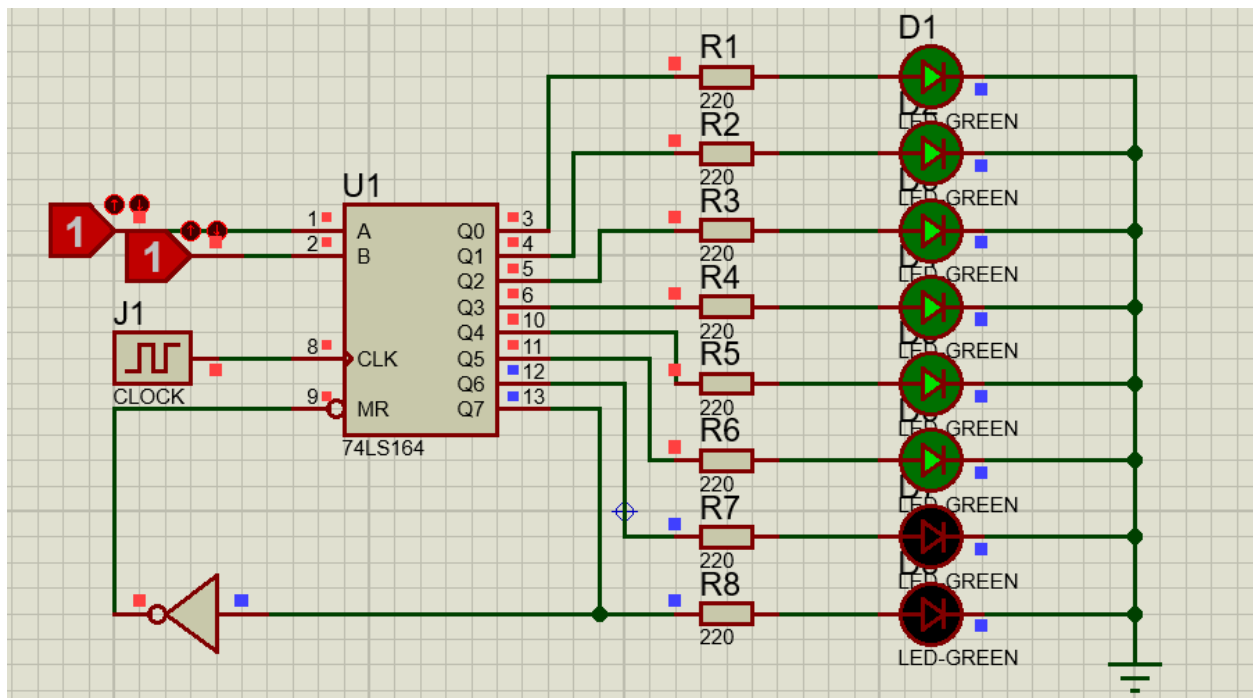 D1
R1
220
LED-GREEN
R2
220
LED-GREEN
U1
R3
220
LED-GREEN
1
1
1
A
Q0
3
2
B
Q1
4
Q2
5
Q3
6
Q4
10
8
CLK
Q5
11
Q6
12
9
MR
Q7
13
74LS164
J1
CLOCK
R4
220
LED-GREEN
R5
220
LED-GREEN
R6
220
LED-GREEN
R7
220
LED-GREEN
R8
220
LED-GREEN